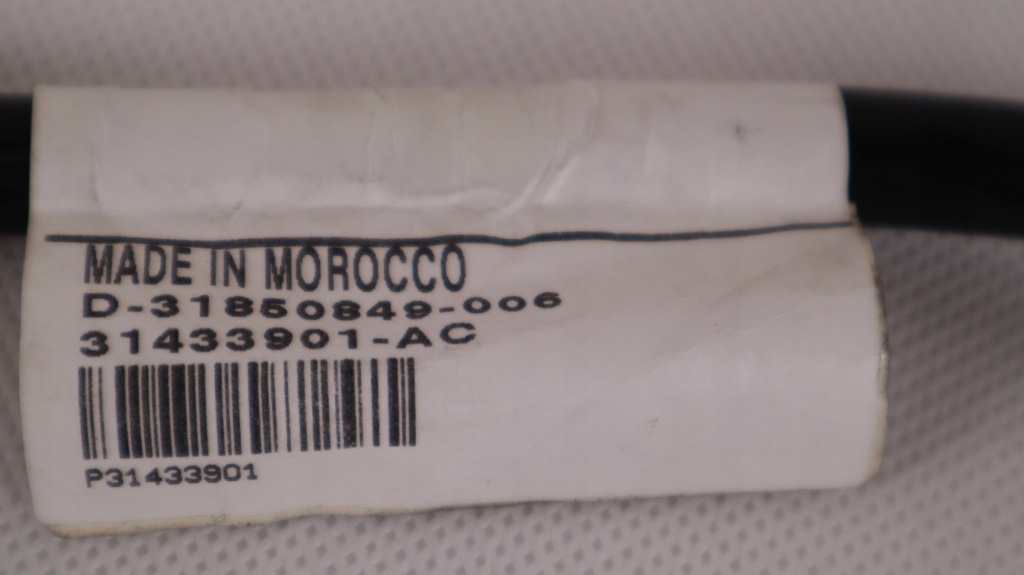 MADE IN MOROCCO
D-31850849-006
31433901-AC
P31433901